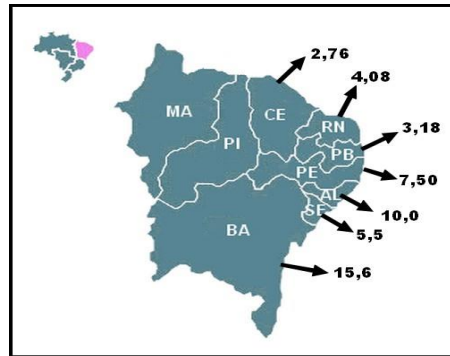 2,76
4,08
MA
CE
RN
3,18
PI
PB
PE
7,50
AL
SE
10,0
BA
5,5
15,6